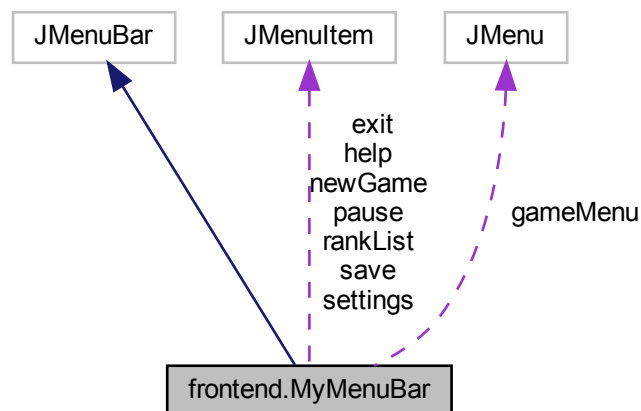 JMenuBar
JMenuItem
JMenu
exit
help
newGame
pause
rankList
save
settings
gameMenu
frontend.MyMenuBar